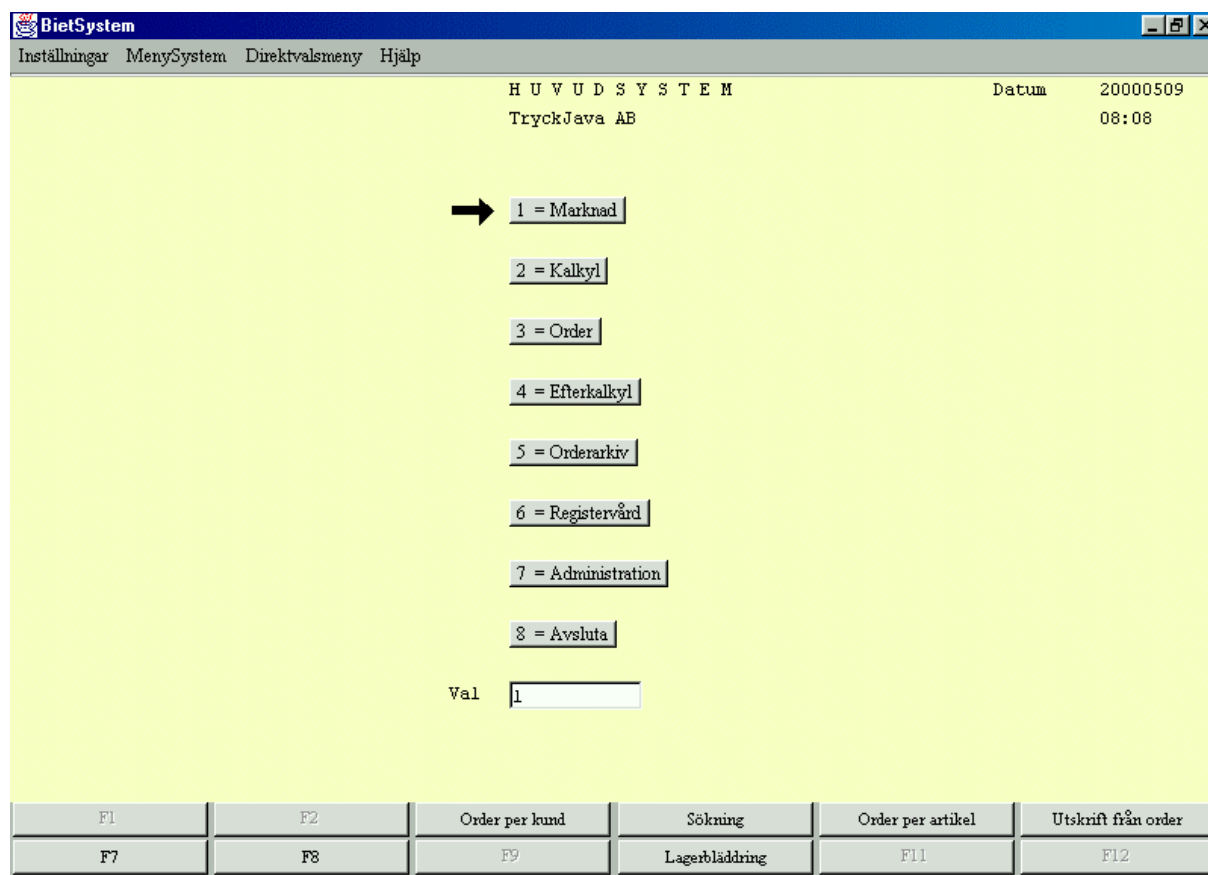 BietSystem
Inställningar MenySystem Direktvalsmeny Hjälp
H U V U D S Y S T E M Datum 20000509
TryckJava AB 08:08
1 = Marknad
2 = Kalkyl
3 = Order
4 = Efterkalkyl
5 = Orderarkiv
6 = Registervård
7 = Administration
8 = Avsluta
Val 1
F1 F2 Order per kund Sökning Order per artikel Utskrift från order
F7 F8 F9 Lagerbläddring F11 F12